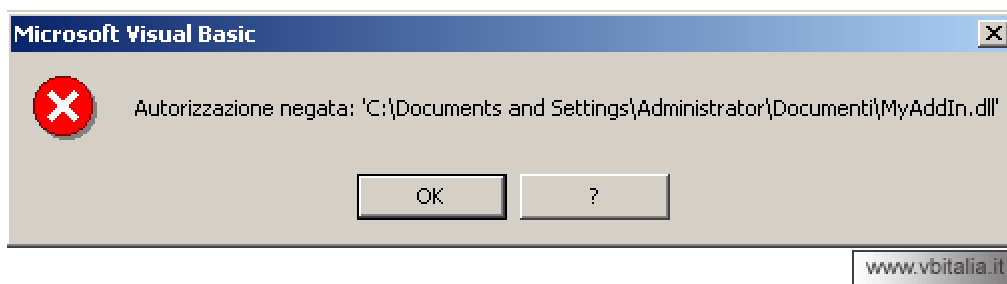 Microsoft Visual Basic
Autorizzazione negata: 'C:\Documents and Settings\Administrator\Documenti\MyAddIn.dll'
OK
?
www.vbitalia.it